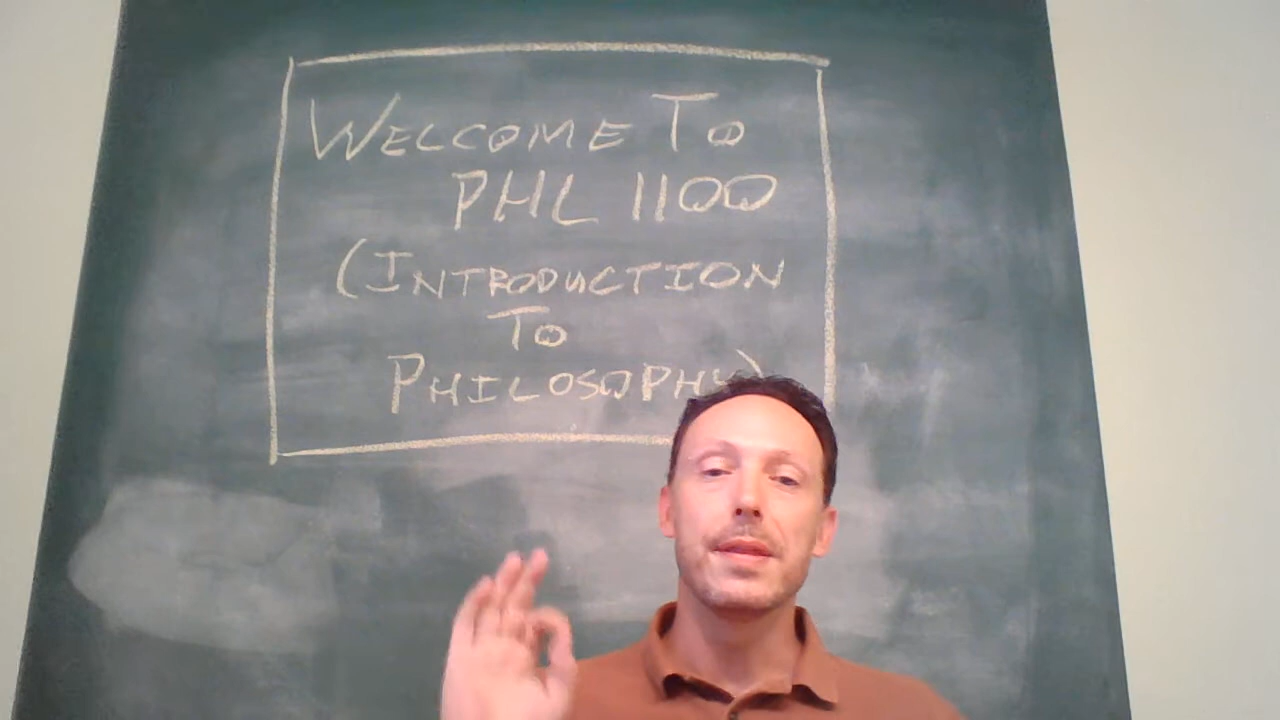 WELCOME TO
PHL 1100
(INTRODUCTION
TO
PHILOSOPHY)